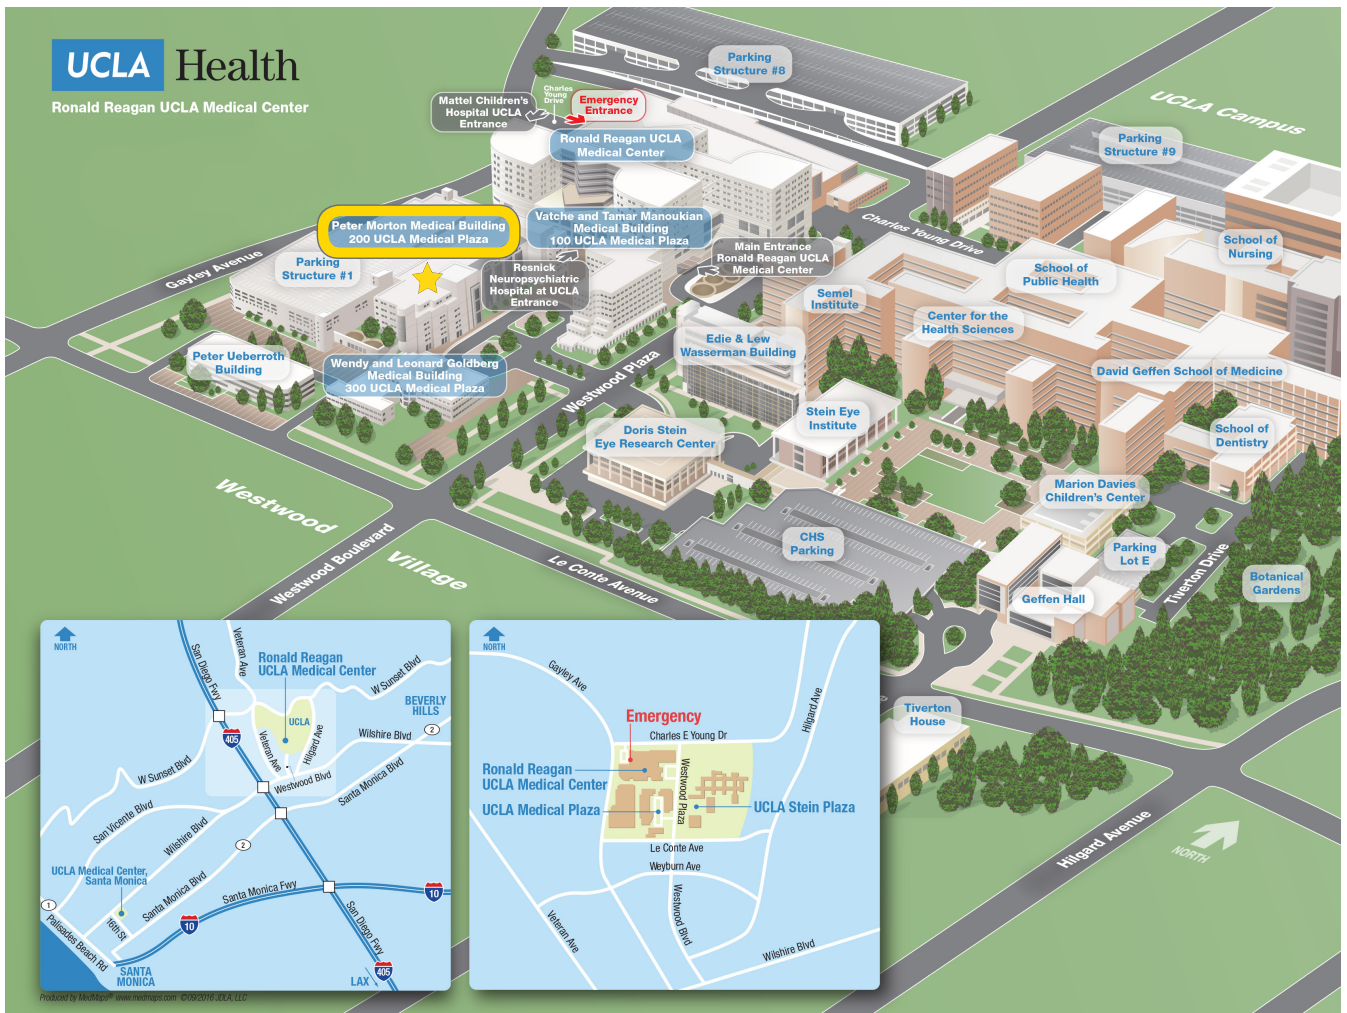 UCLA Health
Ronald Reagan UCLA Medical Center
Parking
Structure #8
UCLA Campus
Mattel Children's
Hospital UCLA
Entrance
Charles
Young
Drive
Emergency
Entrance
Ronald Reagan UCLA
Medical Center
Parking
Structure #9
Peter Morton Medical Building
200 UCLA Medical Plaza
Vatche and Tamar Manoukian
Medical Building
100 UCLA Medical Plaza
Charles Young Drive
Main Entrance
Ronald Reagan UCLA
Medical Center
School of
Nursing
Gayley Avenue
Parking
Structure #1
Resnick
Neuropsychiatric
Hospital at UCLA
Entrance
School of
Public Health
Semel
Institute
Center for the
Health Sciences
Edie & Lew
Wasserman Building
Peter Ueberroth
Building
Wendy and Leonard Goldberg
Medical Building
300 UCLA Medical Plaza
Westwood Plaza
David Geffen School of Medicine
Stein Eye
Institute
Doris Stein
Eye Research Center
School of
Dentistry
Marion Davies
Children's Center
Westwood
Village
Westwood Boulevard
Le Conte Avenue
CHS
Parking
Parking
Lot E
Tiverton Drive
Botanical
Gardens
Geffen Hall
Tiverton
House
Hilgard Avenue
NORTH
NORTH
San Diego Fwy
Veteran Ave
Ronald Reagan
UCLA Medical Center
W Sunset Blvd
BEVERLY
HILLS
2
UCLA
405
Veteran Ave
Hilgard Ave
Wilshire Blvd
W Sunset Blvd
Westwood Blvd
Santa Monica Blvd
San Vicente Blvd
Wilshire Blvd
2
UCLA Medical Center,
Santa Monica
Santa Monica Blvd
Santa Monica Fwy
10
1
16th St
10
San Diego Fwy
Palisades Beach Rd
SANTA
MONICA
405
LAX
NORTH
Gayley Ave
Hilgard Ave
Emergency
Charles E Young Dr
Ronald Reagan
UCLA Medical Center
Westwood Plaza
UCLA Medical Plaza
UCLA Stein Plaza
Le Conte Ave
Weyburn Ave
Veteran Ave
Westwood Blvd
Wilshire Blvd
Produced by MedMaps® www.medmaps.com ©09/2016 JDLA, LLC